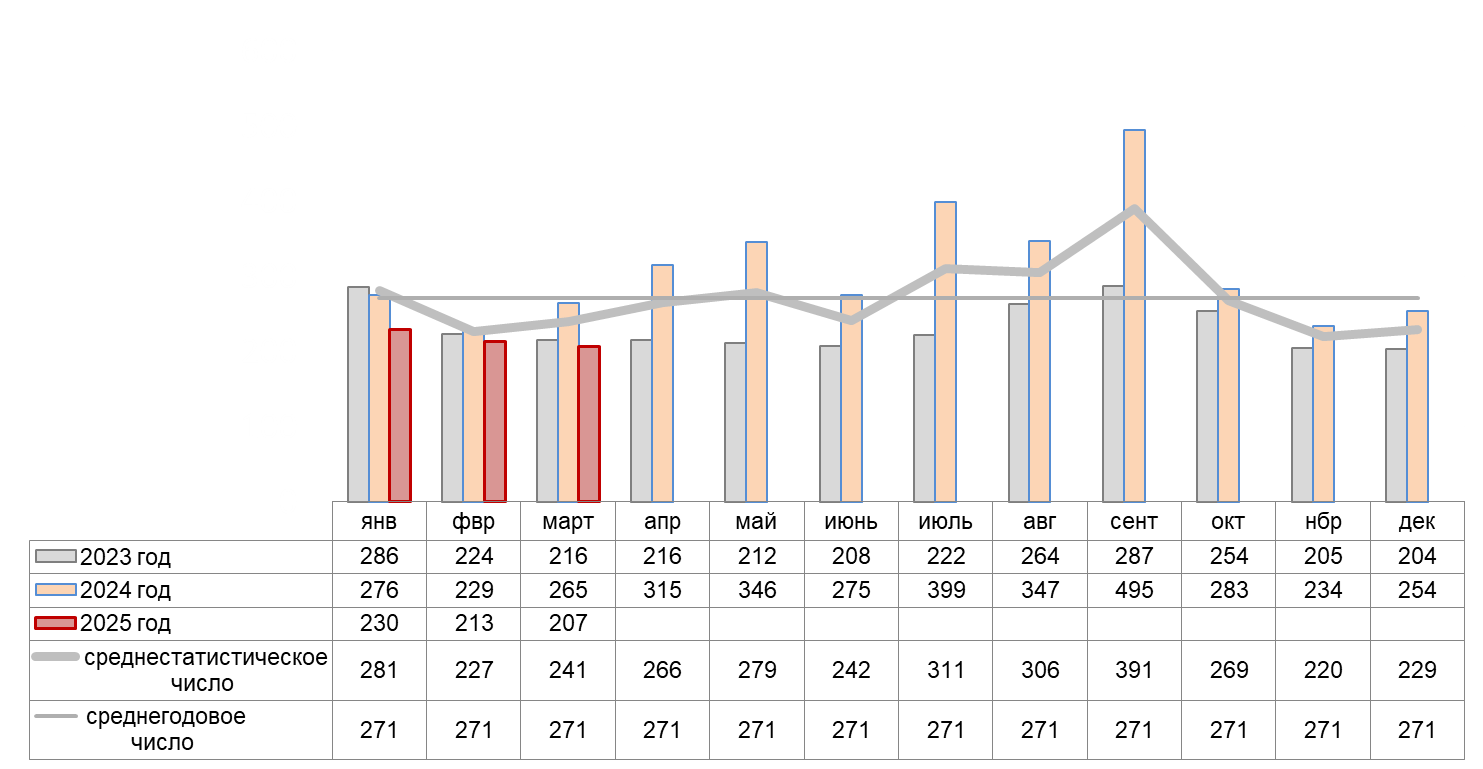 янв фвр март апр май июнь июль авг сент окт нбр дек
2023 год 286 224 216 216 212 208 222 264 287 254 205 204
2024 год 276 229 265 315 346 275 399 347 495 283 234 254
2025 год 230 213 207
среднестатистическое
число 281 227 241 266 279 242 311 306 391 269 220 229
среднегодовое
число 271 271 271 271 271 271 271 271 271 271 271 271